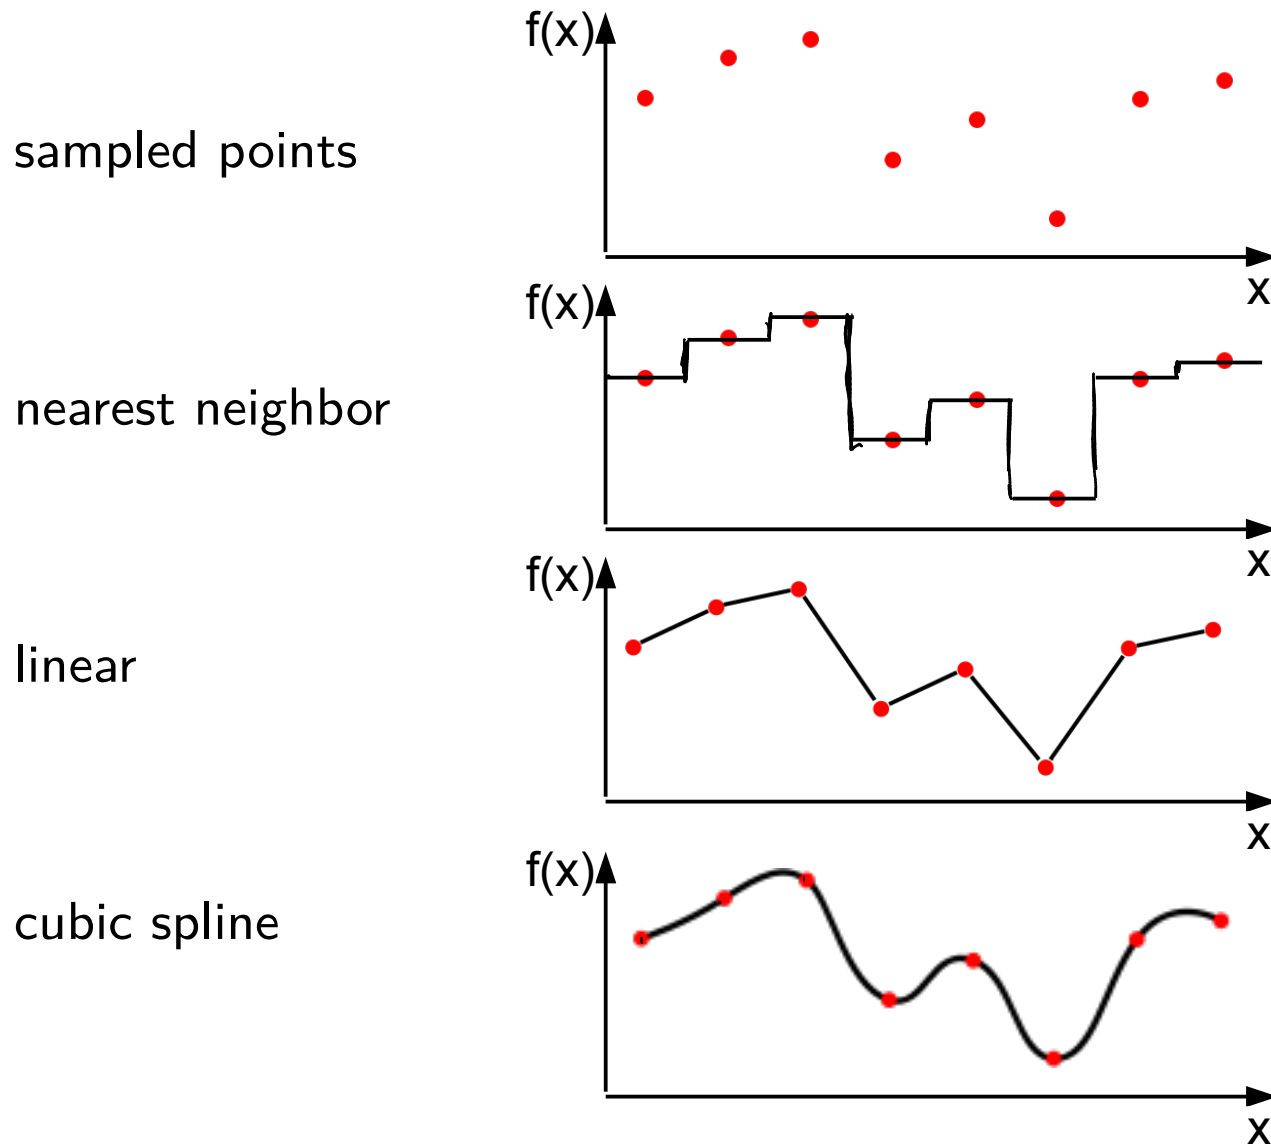 f(x)
sampled points
x
f(x)
nearest neighbor
x
f(x)
linear
x
f(x)
cubic spline
x